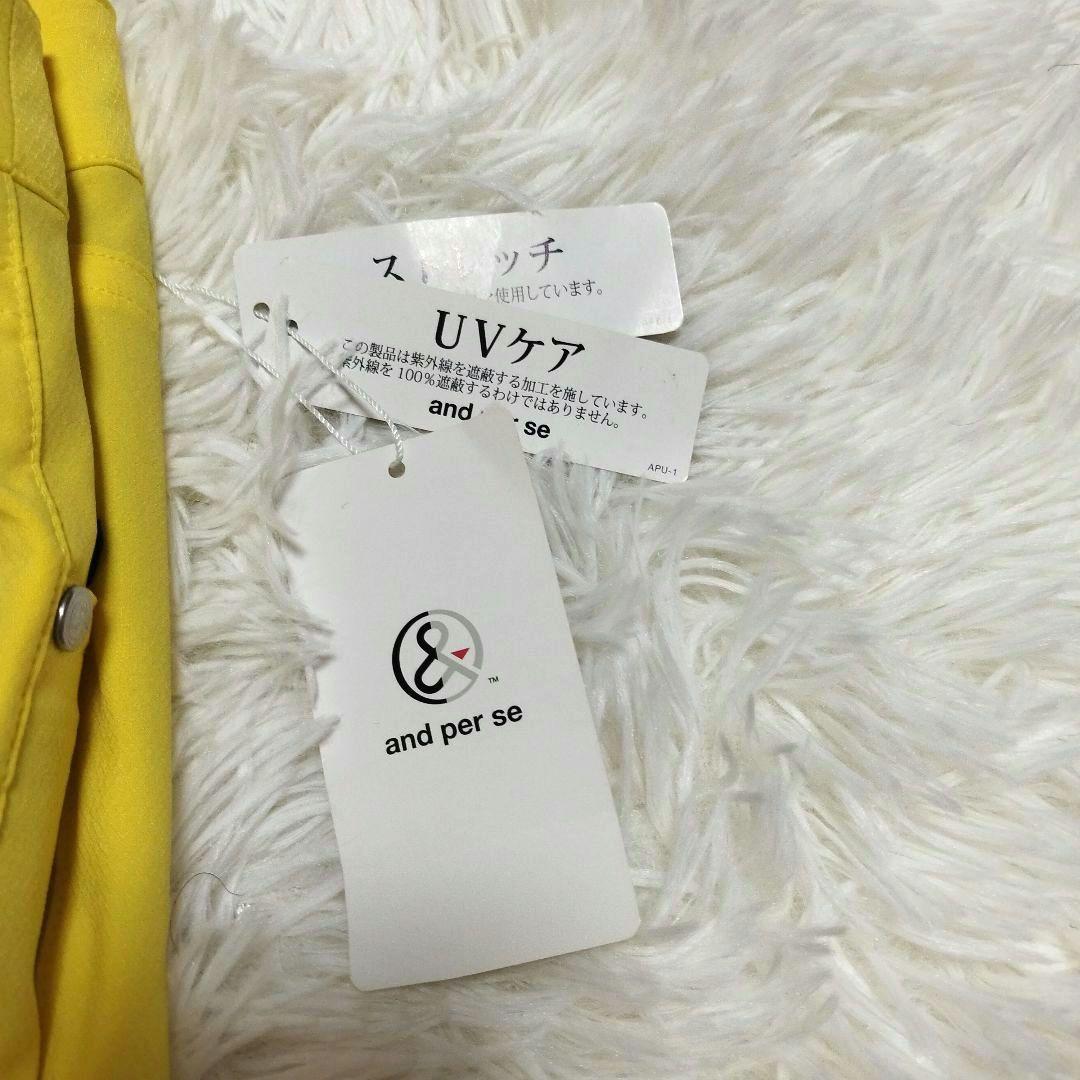 ス ッチ
使用しています。
UVケア
この製品は紫外線を遮蔽する加工を施しています。
紫外線を100%遮蔽するわけではありません。
and se
APU-1
&
TM
and per se